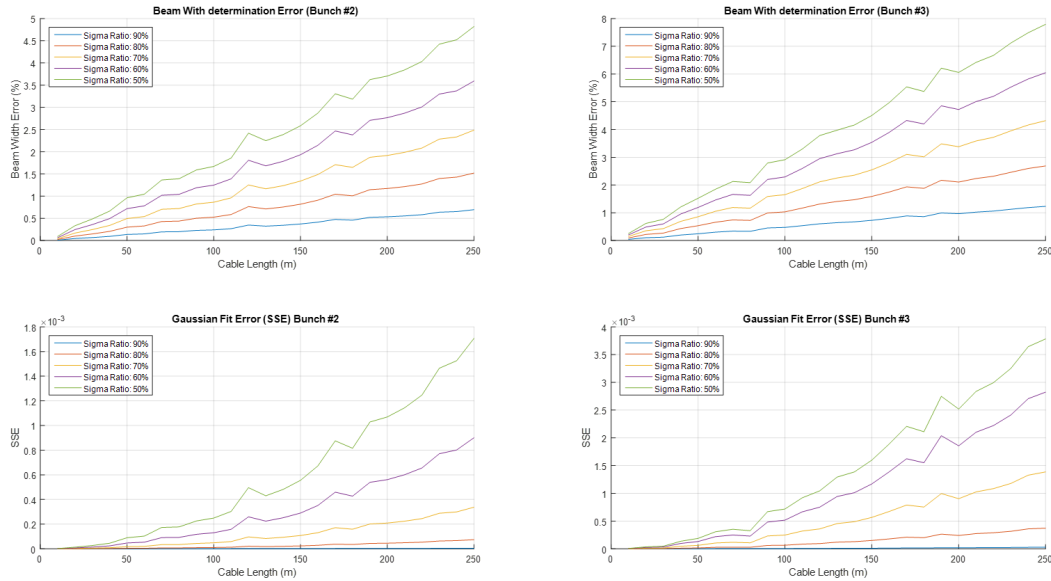 Beam With determination Error (Bunch #2)
5
4.5
4
3.5
3
2.5
2
1.5
1
0.5
0
Beam Width Error (%)
Sigma Ratio: 90%
Sigma Ratio: 80%
Sigma Ratio: 70%
Sigma Ratio: 60%
Sigma Ratio: 50%
0 50 100 150 200 250
Cable Length (m)
Beam With determination Error (Bunch #3)
8
7
6
5
4
3
2
1
0
Beam Width Error (%)
Sigma Ratio: 90%
Sigma Ratio: 80%
Sigma Ratio: 70%
Sigma Ratio: 60%
Sigma Ratio: 50%
0 50 100 150 200 250
Cable Length (m)
Gaussian Fit Error (SSE) Bunch #2
×10⁻³
1.8
1.6
1.4
1.2
1
0.8
0.6
0.4
0.2
0
SSE
Sigma Ratio: 90%
Sigma Ratio: 80%
Sigma Ratio: 70%
Sigma Ratio: 60%
Sigma Ratio: 50%
0 50 100 150 200 250
Cable Length (m)
Gaussian Fit Error (SSE) Bunch #3
×10⁻³
4
3.5
3
2.5
2
1.5
1
0.5
0
SSE
Sigma Ratio: 90%
Sigma Ratio: 80%
Sigma Ratio: 70%
Sigma Ratio: 60%
Sigma Ratio: 50%
0 50 100 150 200 250
Cable Length (m)